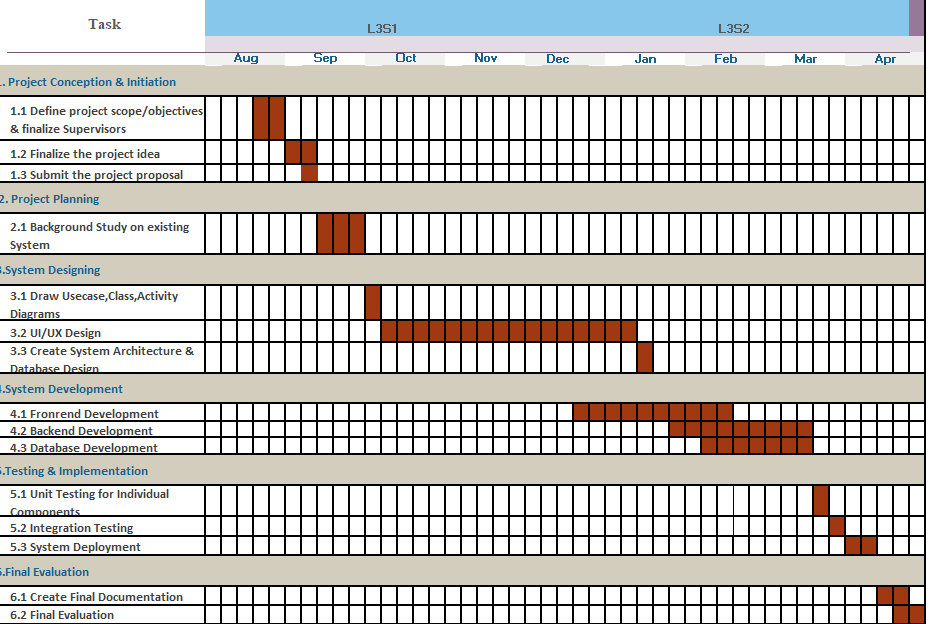 Task
L3S1 L3S2
Aug Sep Oct Nov Dec Jan Feb Mar Apr
. Project Conception & Initiation
1.1 Define project scope/objectives
& finalize Supervisors
1.2 Finalize the project idea
1.3 Submit the project proposal
2. Project Planning
2.1 Background Study on existing
System
.System Designing
3.1 Draw Usecase,Class,Activity
Diagrams
3.2 UI/UX Design
3.3 Create System Architecture &
Database Design
.System Development
4.1 Fronrend Development
4.2 Backend Development
4.3 Database Development
.Testing & Implementation
5.1 Unit Testing for Individual
Components
5.2 Integration Testing
5.3 System Deployment
.Final Evaluation
6.1 Create Final Documentation
6.2 Final Evaluation